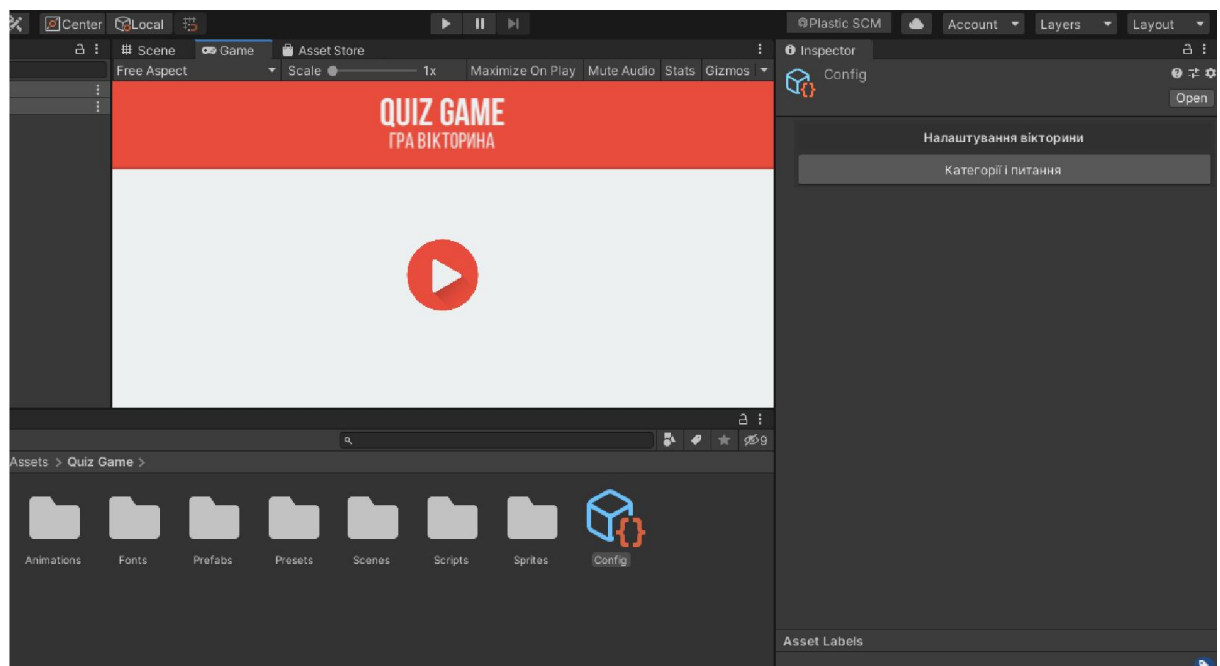 Center Local Plastic SCM Account Layers Layout
Scene Game Asset Store Inspector
Free Aspect Scale 1x Maximize On Play Mute Audio Stats Gizmos Config
Open
QUIZ GAME
ГРА ВІКТОРИНА
Налаштування вікторини
Категорії і питання
9
Assets > Quiz Game >
Animations Fonts Prefabs Presets Scenes Scripts Sprites Config
Asset Labels